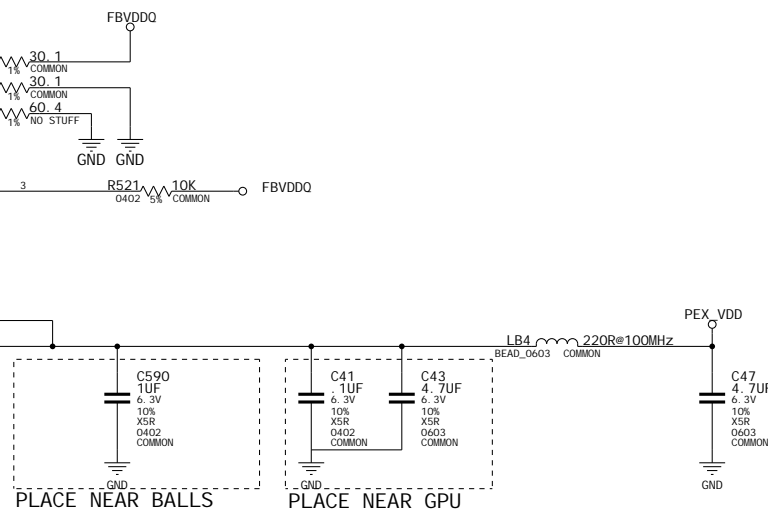 FBVDDQ
30.1
1%
COMMON
30.1
1%
COMMON
60.4
1%
NO STUFF
GND GND
3
R521 10K
0402 5% COMMON
FBVDDQ
PEX_VDD
LB4 220R@100MHz
BEAD_0603 COMMON
C590
1UF
6.3V
10%
X5R
0402
COMMON
GND
PLACE NEAR BALLS
C41
.1UF
6.3V
10%
X5R
0402
COMMON
GND
C43
4.7UF
6.3V
10%
X5R
0603
COMMON
PLACE NEAR GPU
C47
4.7UF
6.3V
10%
X5R
0603
COMMON
GND